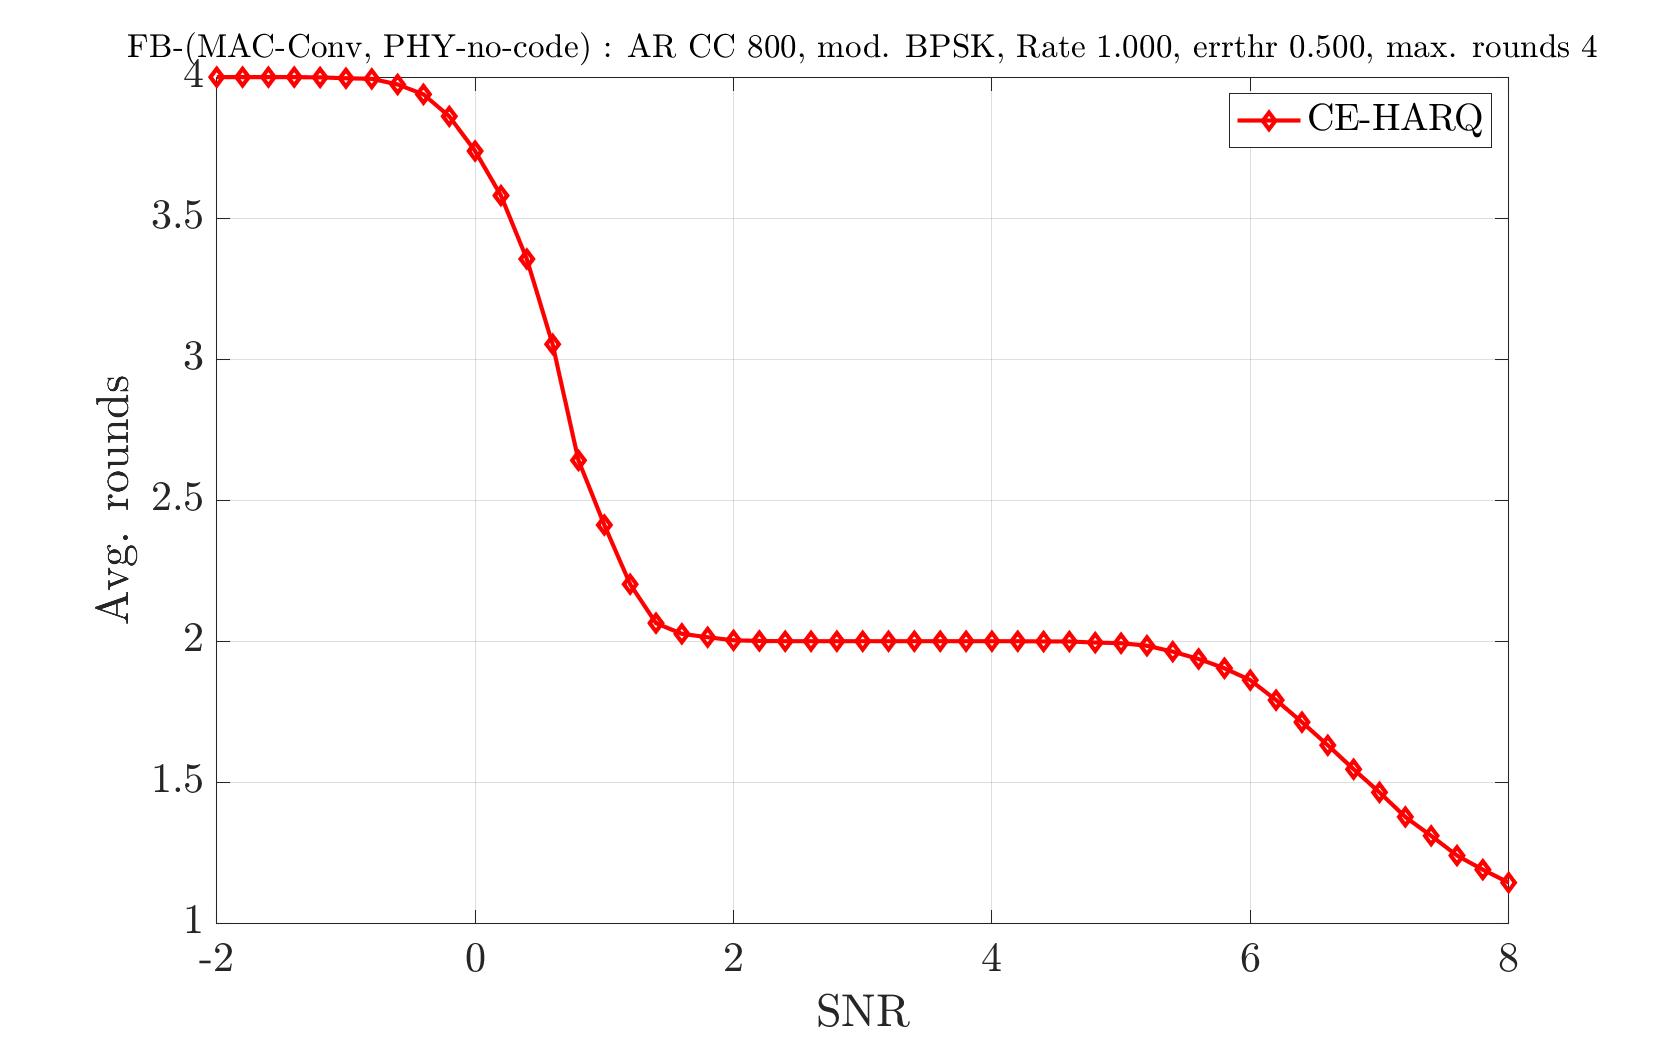 FB-(MAC-Conv, PHY-no-code) : AR CC 800, mod. BPSK, Rate 1.000, errthr 0.500, max. rounds 4
CE-HARQ
4
3.5
3
2.5
2
1.5
1
Avg. rounds
-2 0 2 4 6 8
SNR